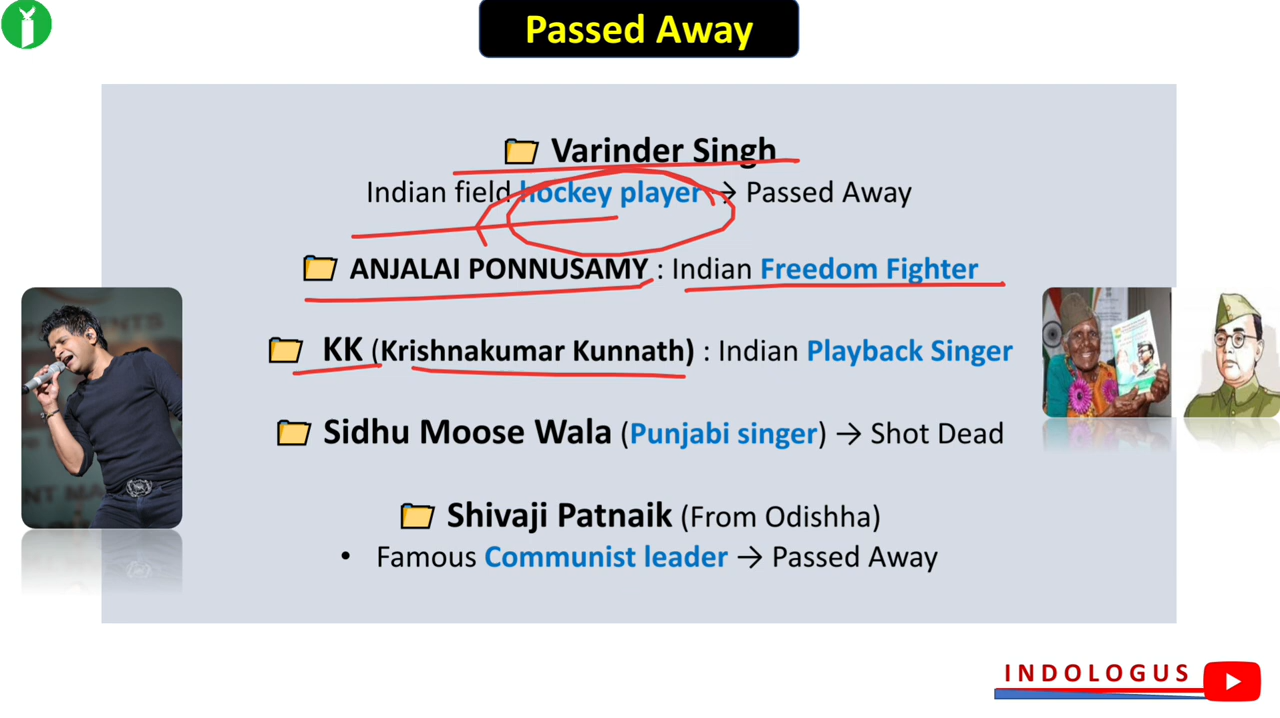 Passed Away
Varinder Singh
Indian field hockey player → Passed Away
ANJALAI PONNUSAMY : Indian Freedom Fighter
KK (Krishnakumar Kunnath) : Indian Playback Singer
Sidhu Moose Wala (Punjabi singer) → Shot Dead
Shivaji Patnaik (From Odishha)
• Famous Communist leader → Passed Away
INDOLOGUS